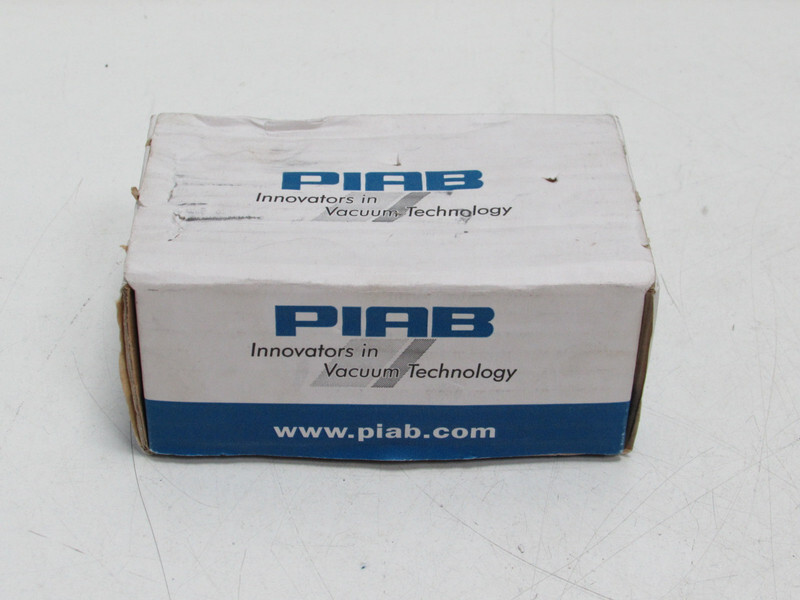 PIAB
Innovators in
Vacuum Technology
PIAB
Innovators in
Vacuum Technology
www.piab.com